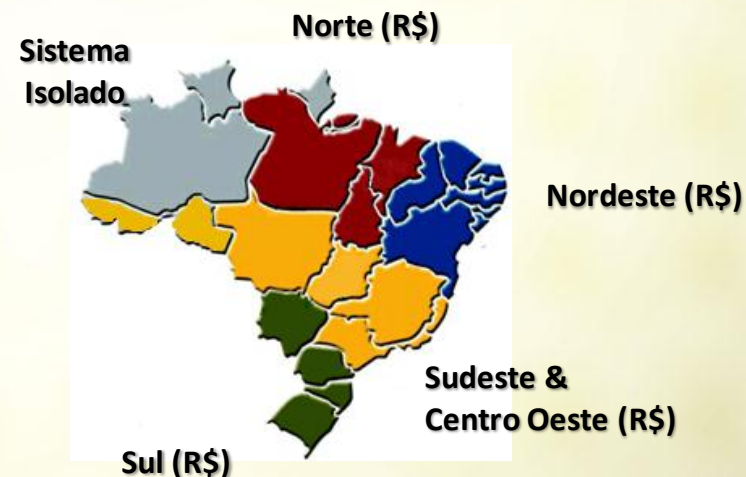 Norte (R$)
Sistema
Isolado
Nordeste (R$)
Sudeste &
Centro Oeste (R$)
Sul (R$)